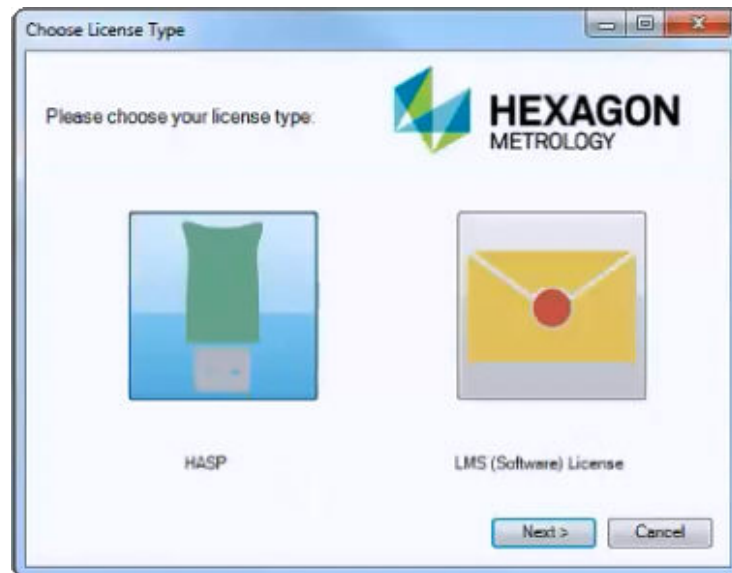 Choose License Type
Please choose your license type:
HEXAGON
METROLOGY
HASP
LMS (Software) License
Next >
Cancel